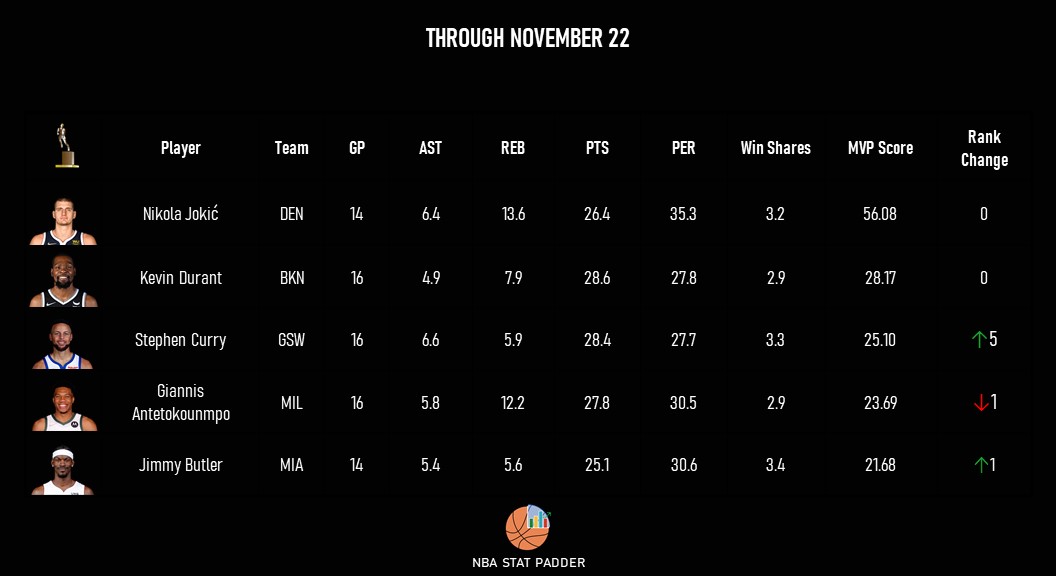 THROUGH NOVEMBER 22
Player Team GP AST REB PTS PER Win Shares MVP Score Rank Change
Nikola Jokić DEN 14 6.4 13.6 26.4 35.3 3.2 56.08 0
Kevin Durant BKN 16 4.9 7.9 28.6 27.8 2.9 28.17 0
Stephen Curry GSW 16 6.6 5.9 28.4 27.7 3.3 25.10 ↑5
Giannis Antetokounmpo MIL 16 5.8 12.2 27.8 30.5 2.9 23.69 ↓1
Jimmy Butler MIA 14 5.4 5.6 25.1 30.6 3.4 21.68 ↑1
NBA STAT PADDER